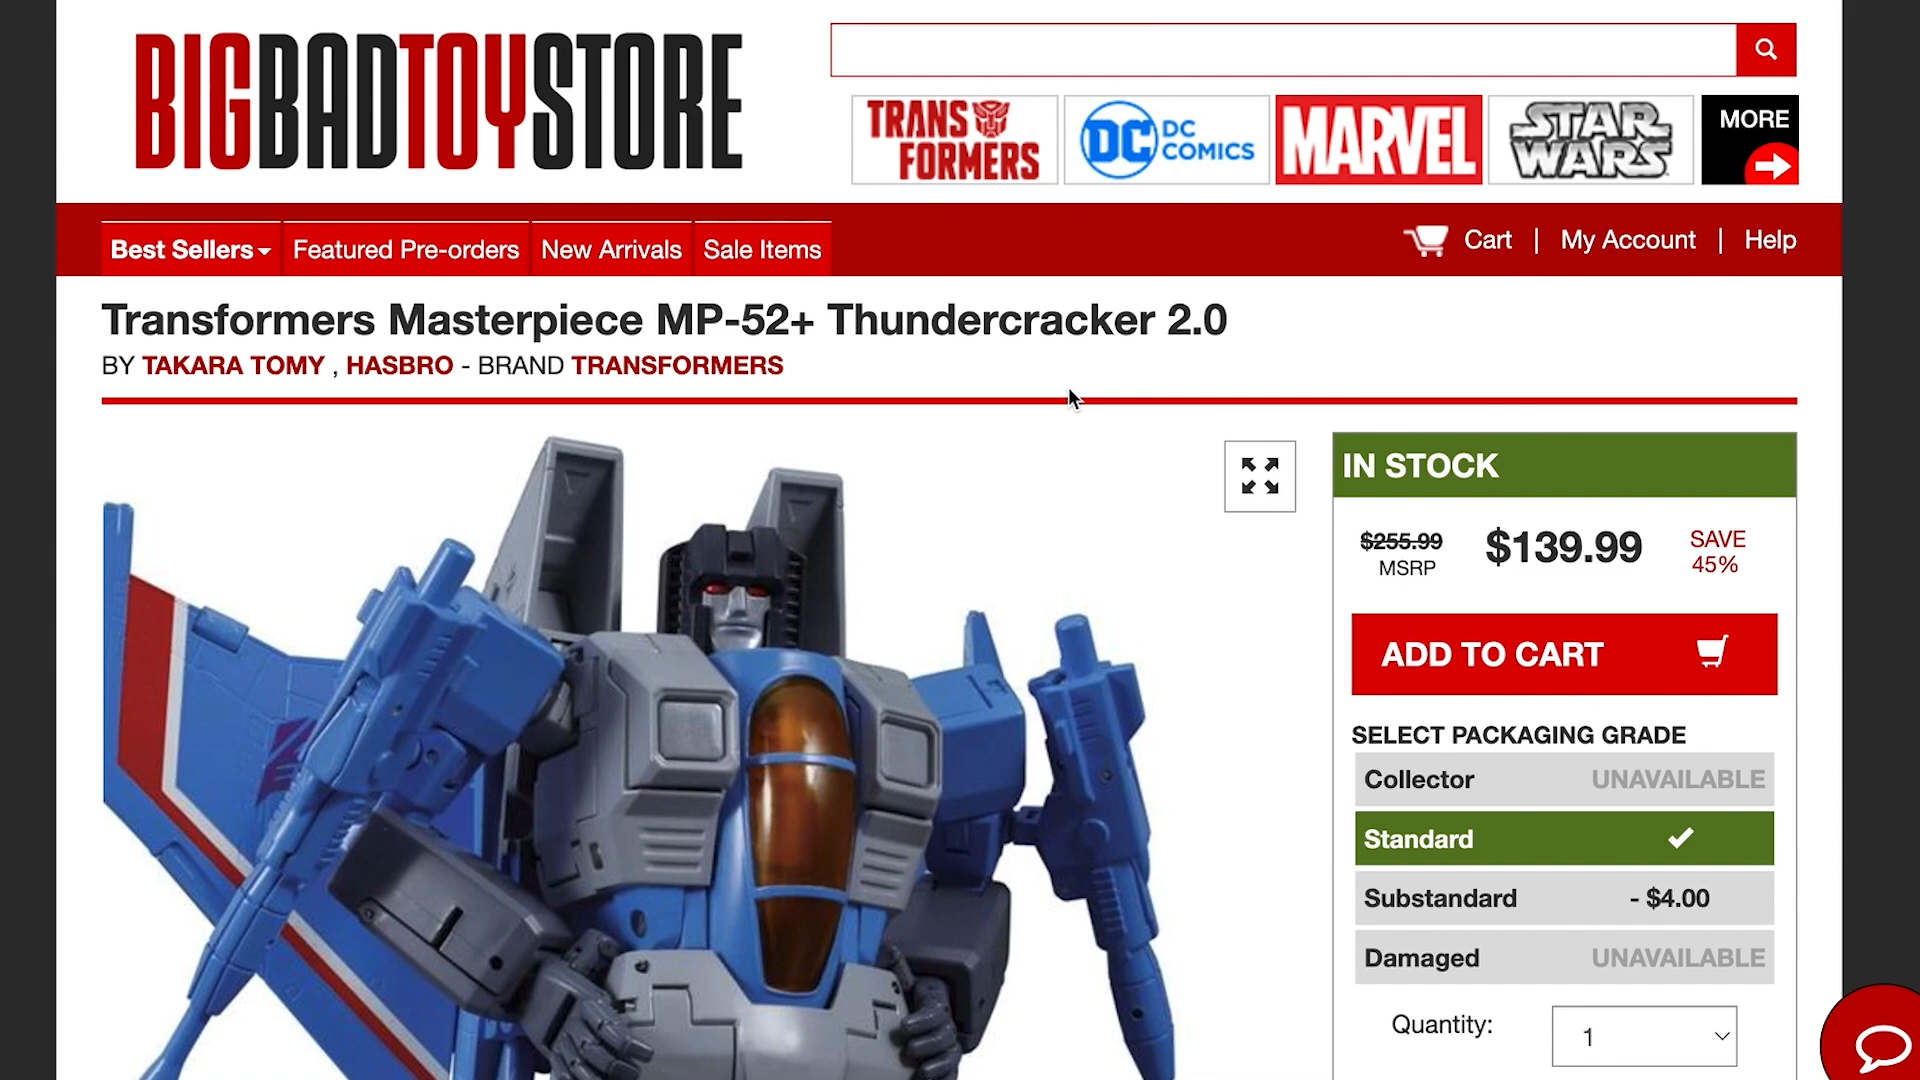 BIGBADTOYSTORE
TRANSFORMERS
DC DC COMICS
MARVEL
STAR WARS
MORE
Best Sellers
Featured Pre-orders
New Arrivals
Sale Items
Cart | My Account | Help
Transformers Masterpiece MP-52+ Thundercracker 2.0
BY TAKARA TOMY , HASBRO - BRAND TRANSFORMERS
IN STOCK
$255.99
MSRP
$139.99
SAVE
45%
ADD TO CART
SELECT PACKAGING GRADE
Collector UNAVAILABLE
Standard
Substandard - $4.00
Damaged UNAVAILABLE
Quantity: 1